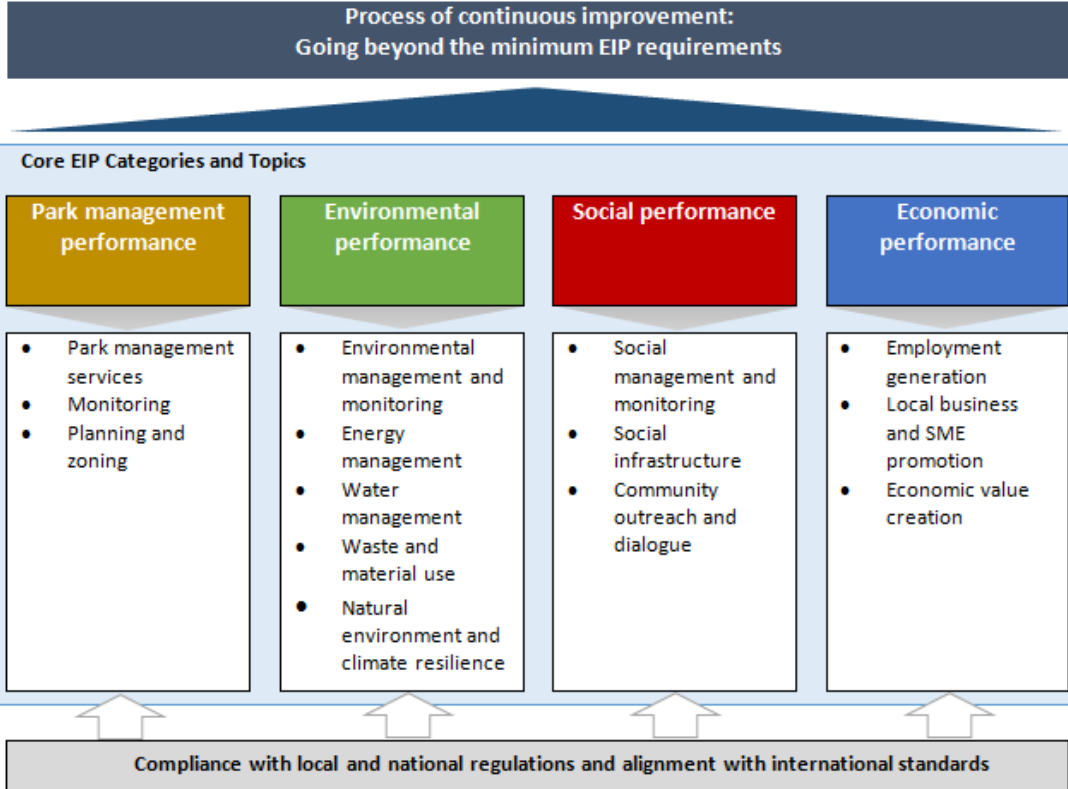 Process of continuous improvement:
Going beyond the minimum EIP requirements
Core EIP Categories and Topics
Park management
performance
• Park management
services
• Monitoring
• Planning and
zoning
Environmental
performance
• Environmental
management and
monitoring
• Energy
management
• Water
management
• Waste and
material use
• Natural
environment and
climate resilience
Social performance
• Social
management and
monitoring
• Social
infrastructure
• Community
outreach and
dialogue
Economic
performance
• Employment
generation
• Local business
and SME
promotion
• Economic value
creation
Compliance with local and national regulations and alignment with international standards